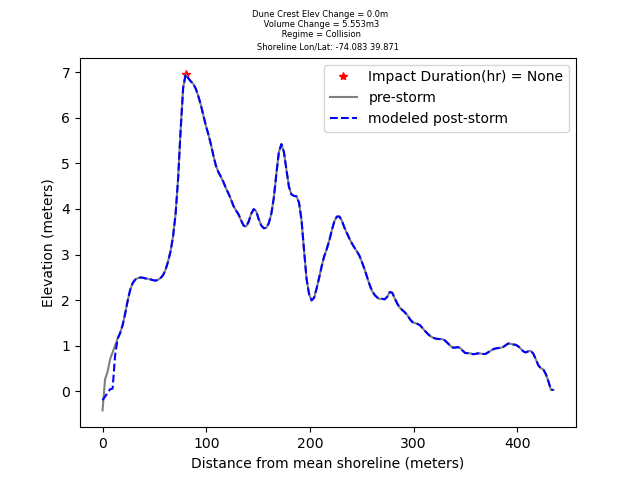 Dune Crest Elev Change = 0.0m
Volume Change = 5.553m3
Regime = Collision
Shoreline Lon/Lat: -74.083 39.871
Impact Duration(hr) = None
pre-storm
modeled post-storm
Elevation (meters)
7
6
5
4
3
2
1
0
0 100 200 300 400
Distance from mean shoreline (meters)